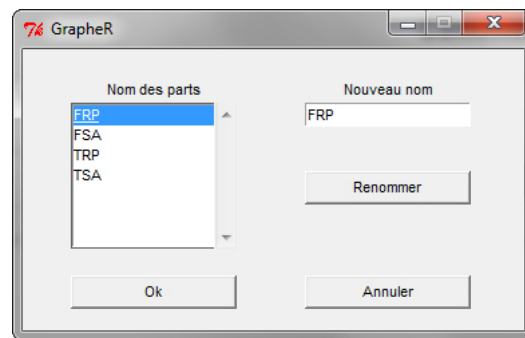 GrapheR
Nom des parts
FRP
FSA
TRP
TSA
Nouveau nom
FRP
Renommer
Ok
Annuler